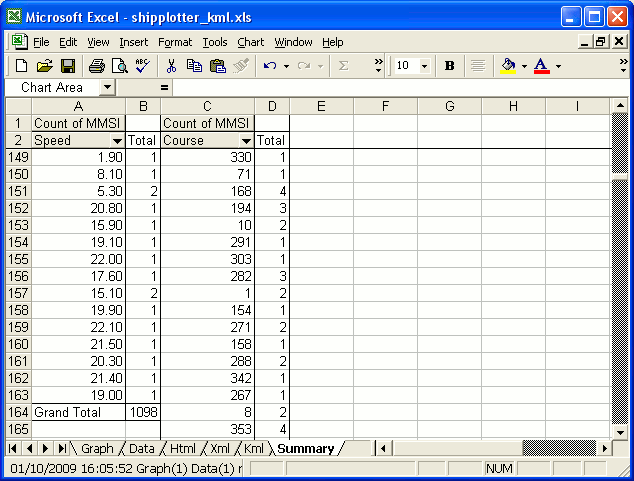 Microsoft Excel - shipplotter_kml.xls
File Edit View Insert Format Tools Chart Window Help
10 B A
Chart Area =
A B C D E F G H I
1 Count of MMSI Count of MMSI
2 Speed Total Course Total
149 1.90 1 330 1
150 8.10 1 71 1
151 5.30 2 168 4
152 20.80 1 194 3
153 15.90 1 10 2
154 19.10 1 291 1
155 22.00 1 303 1
156 17.60 1 282 3
157 15.10 2 1 2
158 19.90 1 154 1
159 22.10 1 271 2
160 21.50 1 158 1
161 20.30 1 288 2
162 21.40 1 342 1
163 19.00 1 267 1
164 Grand Total 1098 8 2
165 353 4
Graph Data Html Xml Kml Summary
01/10/2009 16:05:52 Graph(1) Data(1) NUM